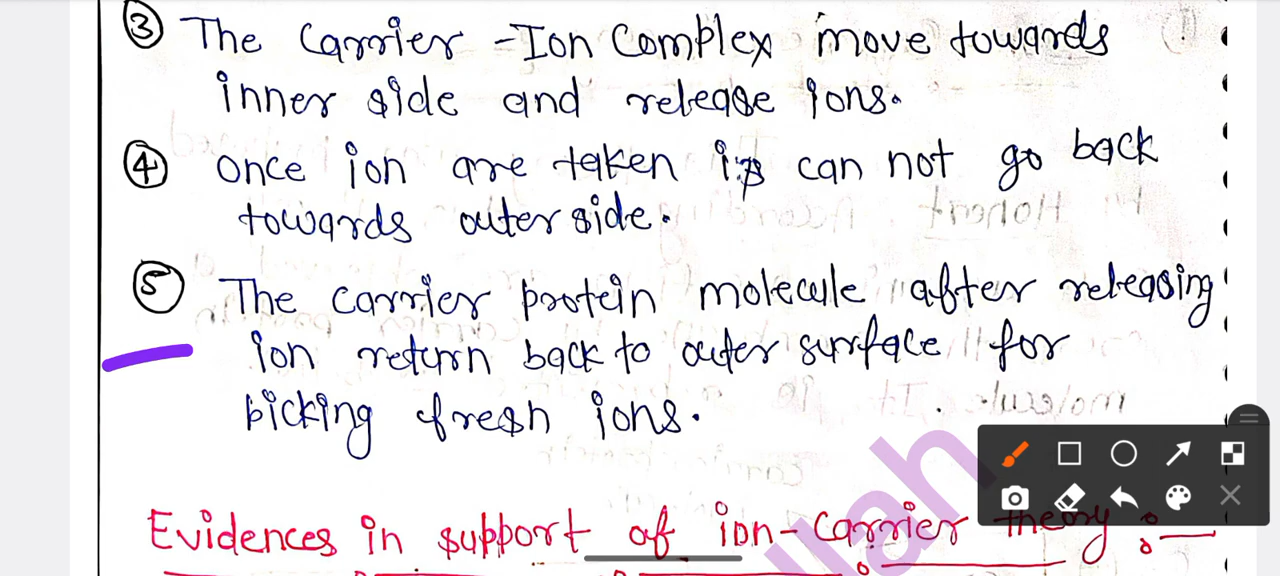 ③ The Carrier - Ion Complex move towards
inner side and release ions.
④ Once ion are taken is can not go back
towards outer side.
⑤ The carrier protein molecule after releasing
ion return back to outer surface for
picking fresh ions.
Evidences in support of ion-carrier theory :-
llah